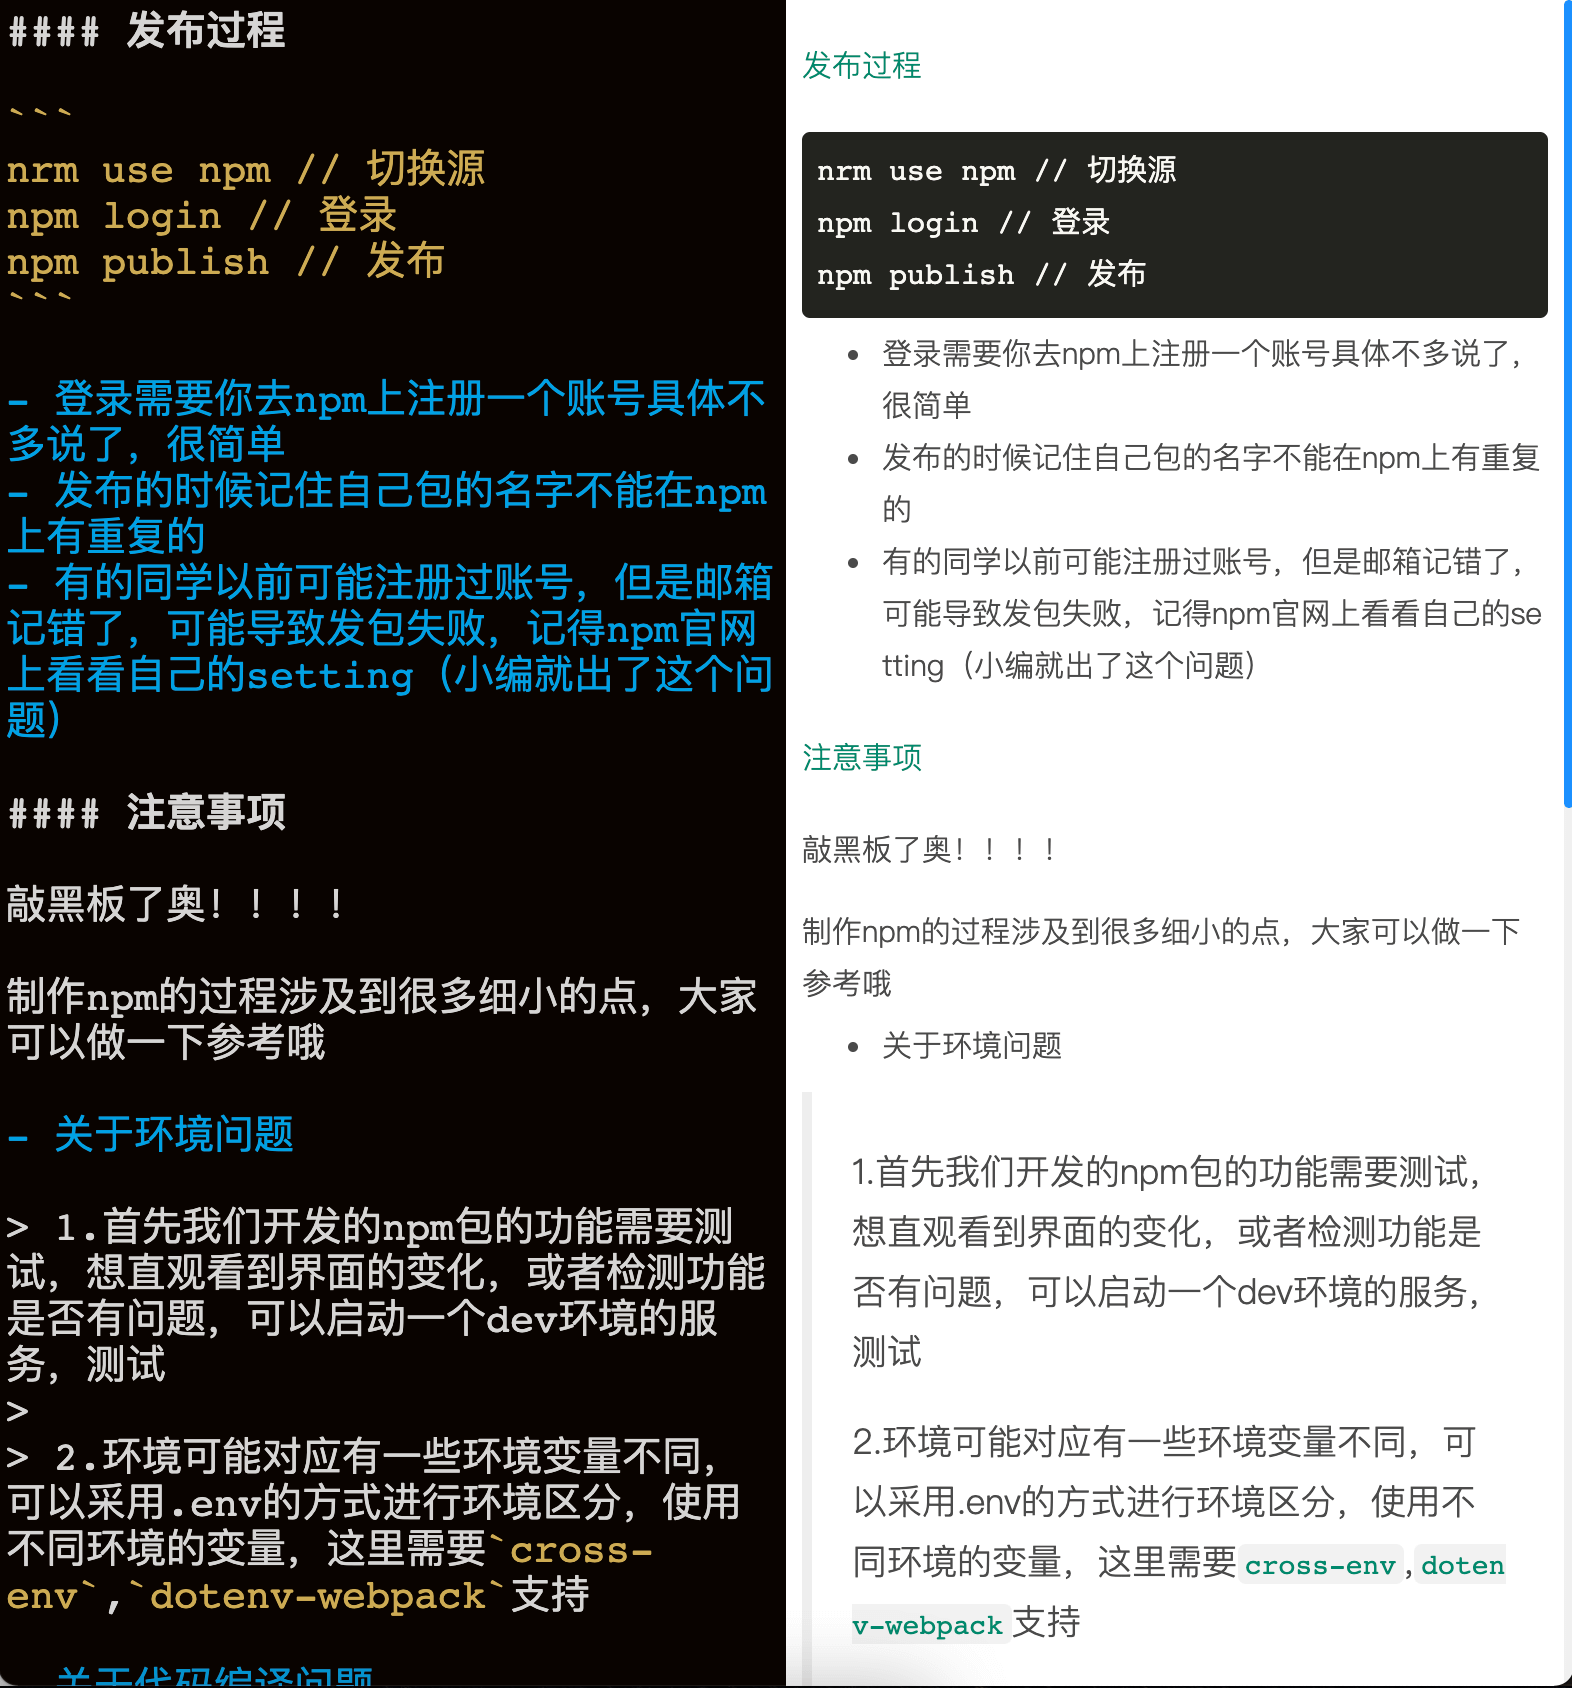 #### 发布过程
```
nrm use npm // 切换源
npm login // 登录
npm publish // 发布
```
- 登录需要你去npm上注册一个账号具体不
多说了，很简单
- 发布的时候记住自己包的名字不能在npm
上有重复的
- 有的同学以前可能注册过账号，但是邮箱
记错了，可能导致发包失败，记得npm官网
上看看自己的setting（小编就出了这个问
题）
#### 注意事项
敲黑板了奥！！！！
制作npm的过程涉及到很多细小的点，大家
可以做一下参考哦
- 关于环境问题
> 1.首先我们开发的npm包的功能需要测
试，想直观看到界面的变化，或者检测功能
是否有问题，可以启动一个dev环境的服
务，测试
>
> 2.环境可能对应有一些环境变量不同，
可以采用.env的方式进行环境区分，使用
不同环境的变量，这里需要`cross-
env`,`dotenv-webpack`支持
关于代码编译问题
发布过程
nrm use npm // 切换源
npm login // 登录
npm publish // 发布
• 登录需要你去npm上注册一个账号具体不多说了，
很简单
• 发布的时候记住自己包的名字不能在npm上有重复
的
• 有的同学以前可能注册过账号，但是邮箱记错了，
可能导致发包失败，记得npm官网上看看自己的se
tting（小编就出了这个问题）
注意事项
敲黑板了奥！！！！
制作npm的过程涉及到很多细小的点，大家可以做一下
参考哦
• 关于环境问题
1.首先我们开发的npm包的功能需要测试，
想直观看到界面的变化，或者检测功能是
否有问题，可以启动一个dev环境的服务，
测试
2.环境可能对应有一些环境变量不同，可
以采用.env的方式进行环境区分，使用不
同环境的变量，这里需要cross-env,doten
v-webpack支持